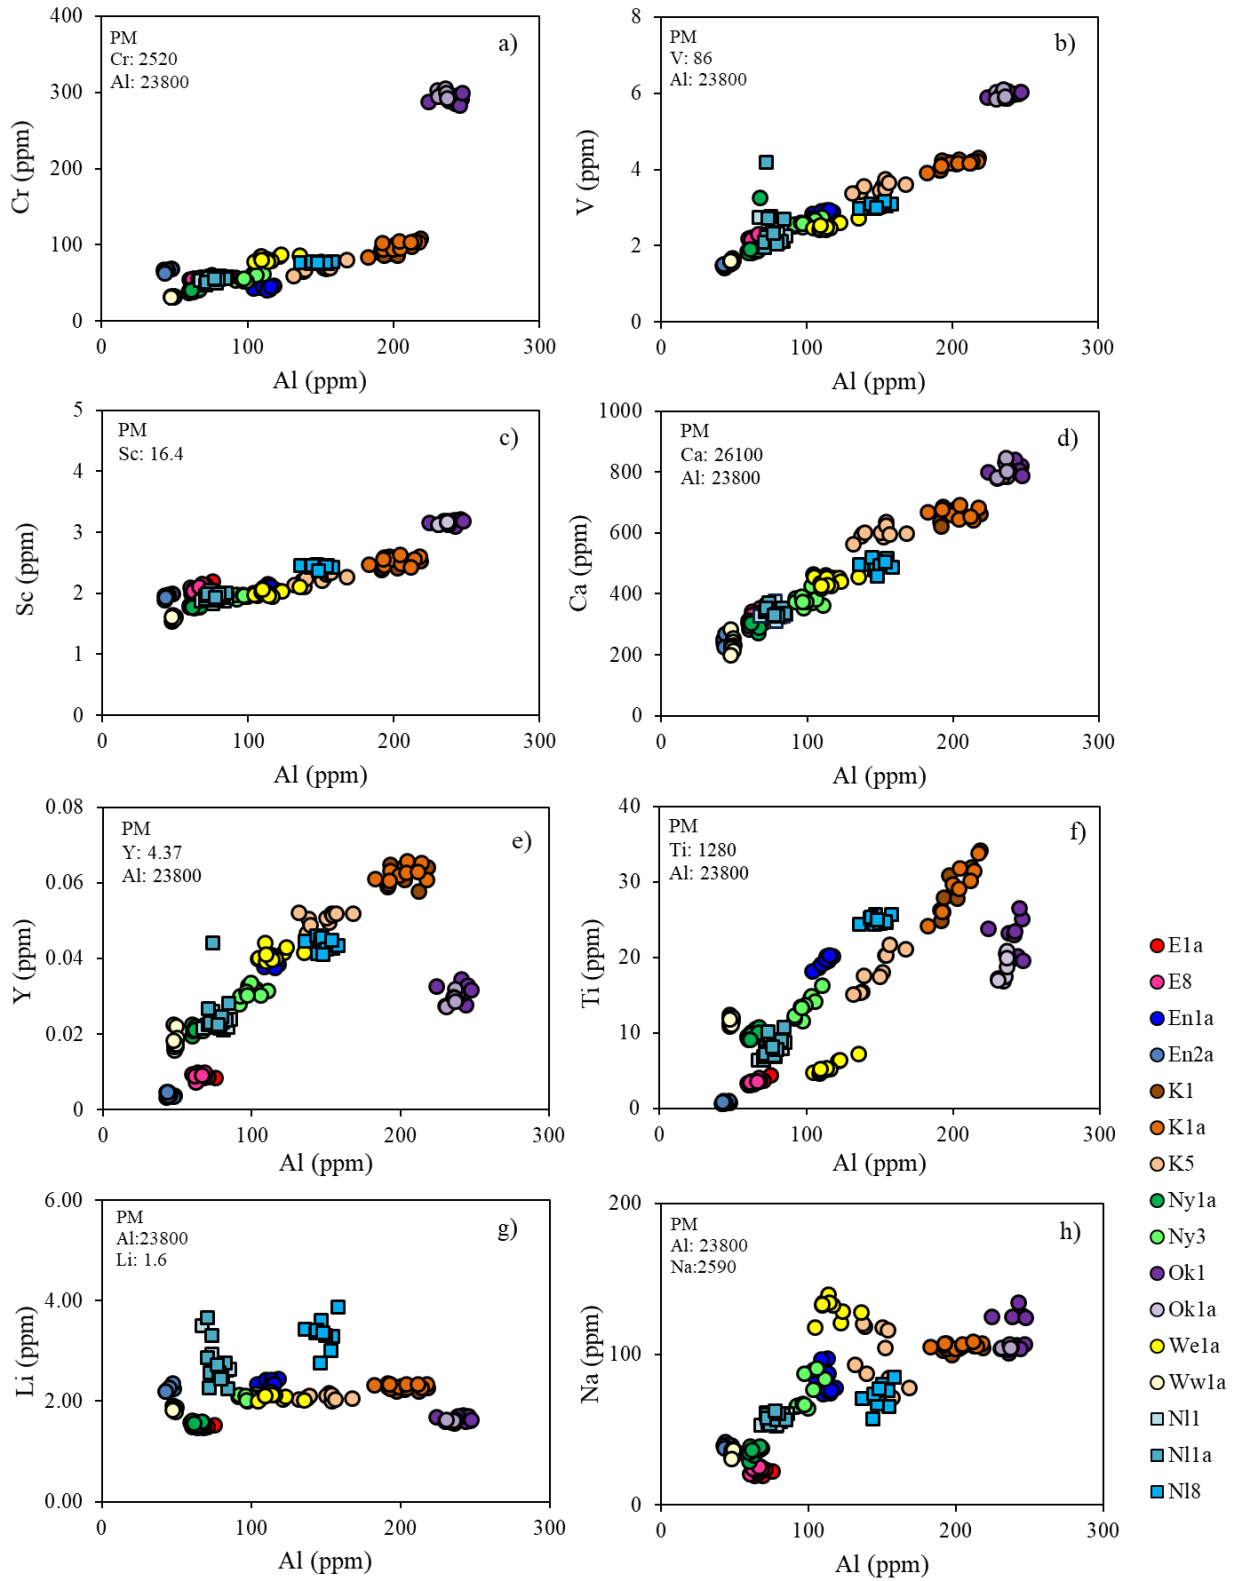 a)
PM
Cr: 2520
Al: 23800
Cr (ppm)
400
300
200
100
0
0 100 200 300
Al (ppm)
b)
PM
V: 86
Al: 23800
V (ppm)
8
6
4
2
0
0 100 200 300
Al (ppm)
c)
PM
Sc: 16.4
Sc (ppm)
5
4
3
2
1
0
0 100 200 300
Al (ppm)
d)
PM
Ca: 26100
Al: 23800
Ca (ppm)
1000
800
600
400
200
0
0 100 200 300
Al (ppm)
e)
PM
Y: 4.37
Al: 23800
Y (ppm)
0.08
0.06
0.04
0.02
0
0 100 200 300
Al (ppm)
f)
PM
Ti: 1280
Al: 23800
Ti (ppm)
40
30
20
10
0
0 100 200 300
Al (ppm)
g)
PM
Al:23800
Li: 1.6
Li (ppm)
6.00
4.00
2.00
0.00
0 100 200 300
Al (ppm)
h)
PM
Al: 23800
Na:2590
Na (ppm)
200
100
0
0 100 200 300
Al (ppm)
E1a
E8
En1a
En2a
K1
K1a
K5
Ny1a
Ny3
Ok1
Ok1a
We1a
Ww1a
Nl1
Nl1a
Nl8